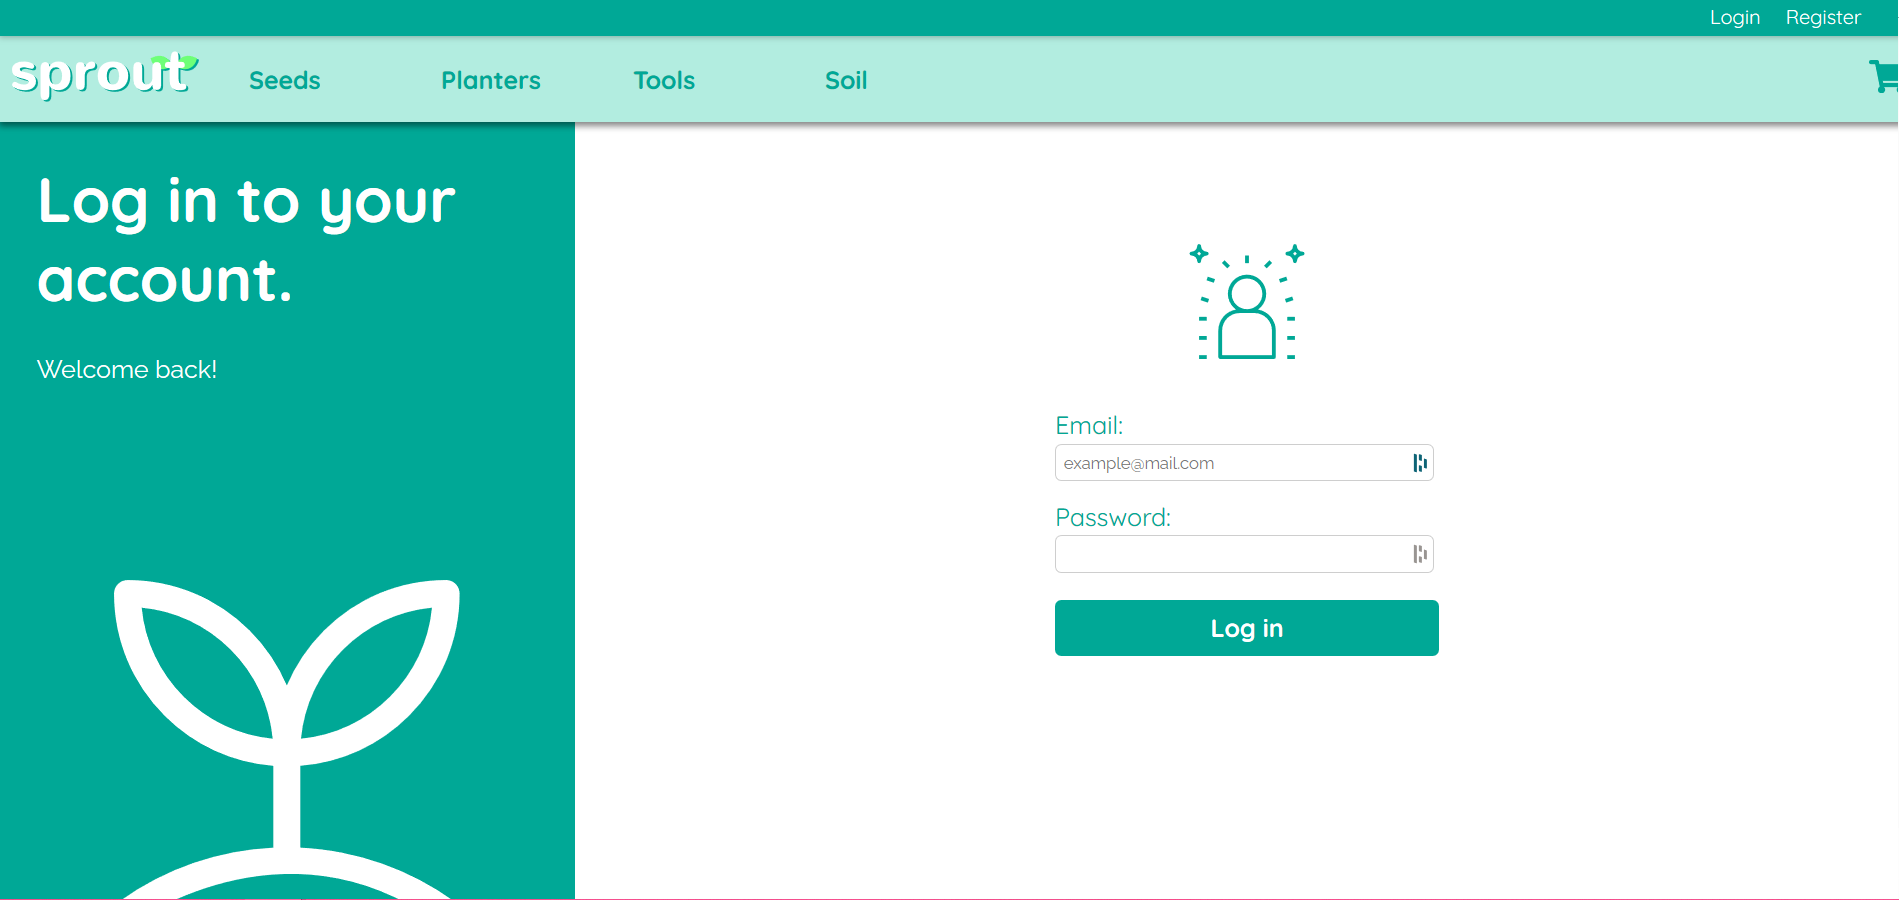 Login Register
sprout Seeds Planters Tools Soil
Log in to your
account.
Welcome back!
Email:
example@mail.com
Password:
Log in